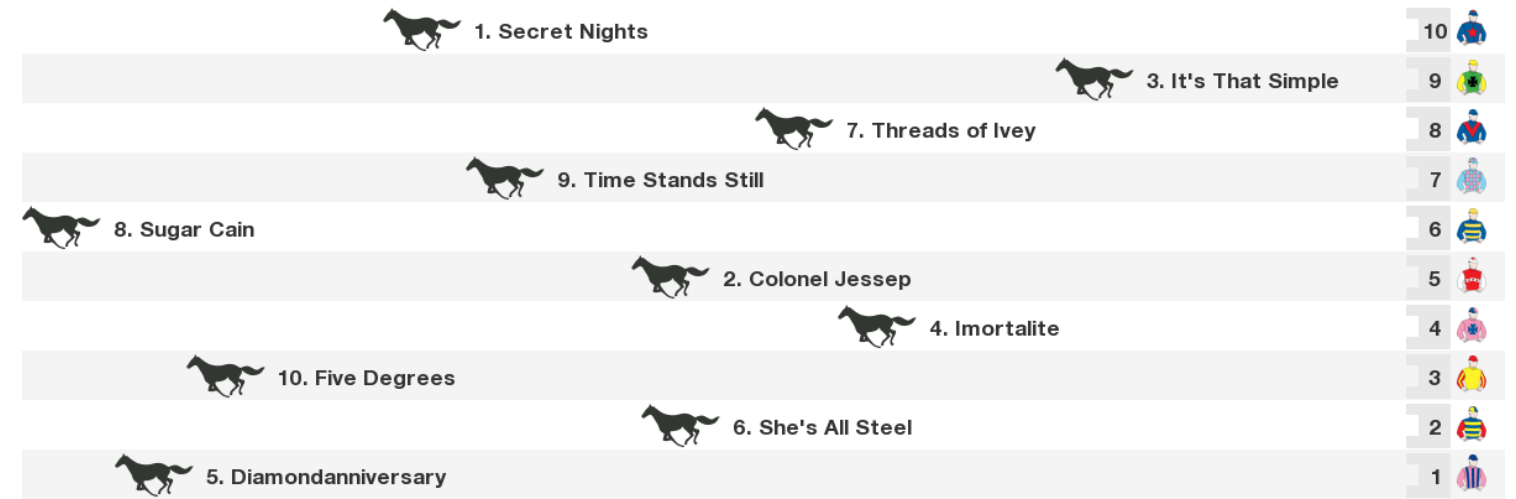 1. Secret Nights 10
3. It's That Simple 9
7. Threads of Ivey 8
9. Time Stands Still 7
8. Sugar Cain 6
2. Colonel Jessep 5
4. Imortalite 4
10. Five Degrees 3
6. She's All Steel 2
5. Diamondanniversary 1